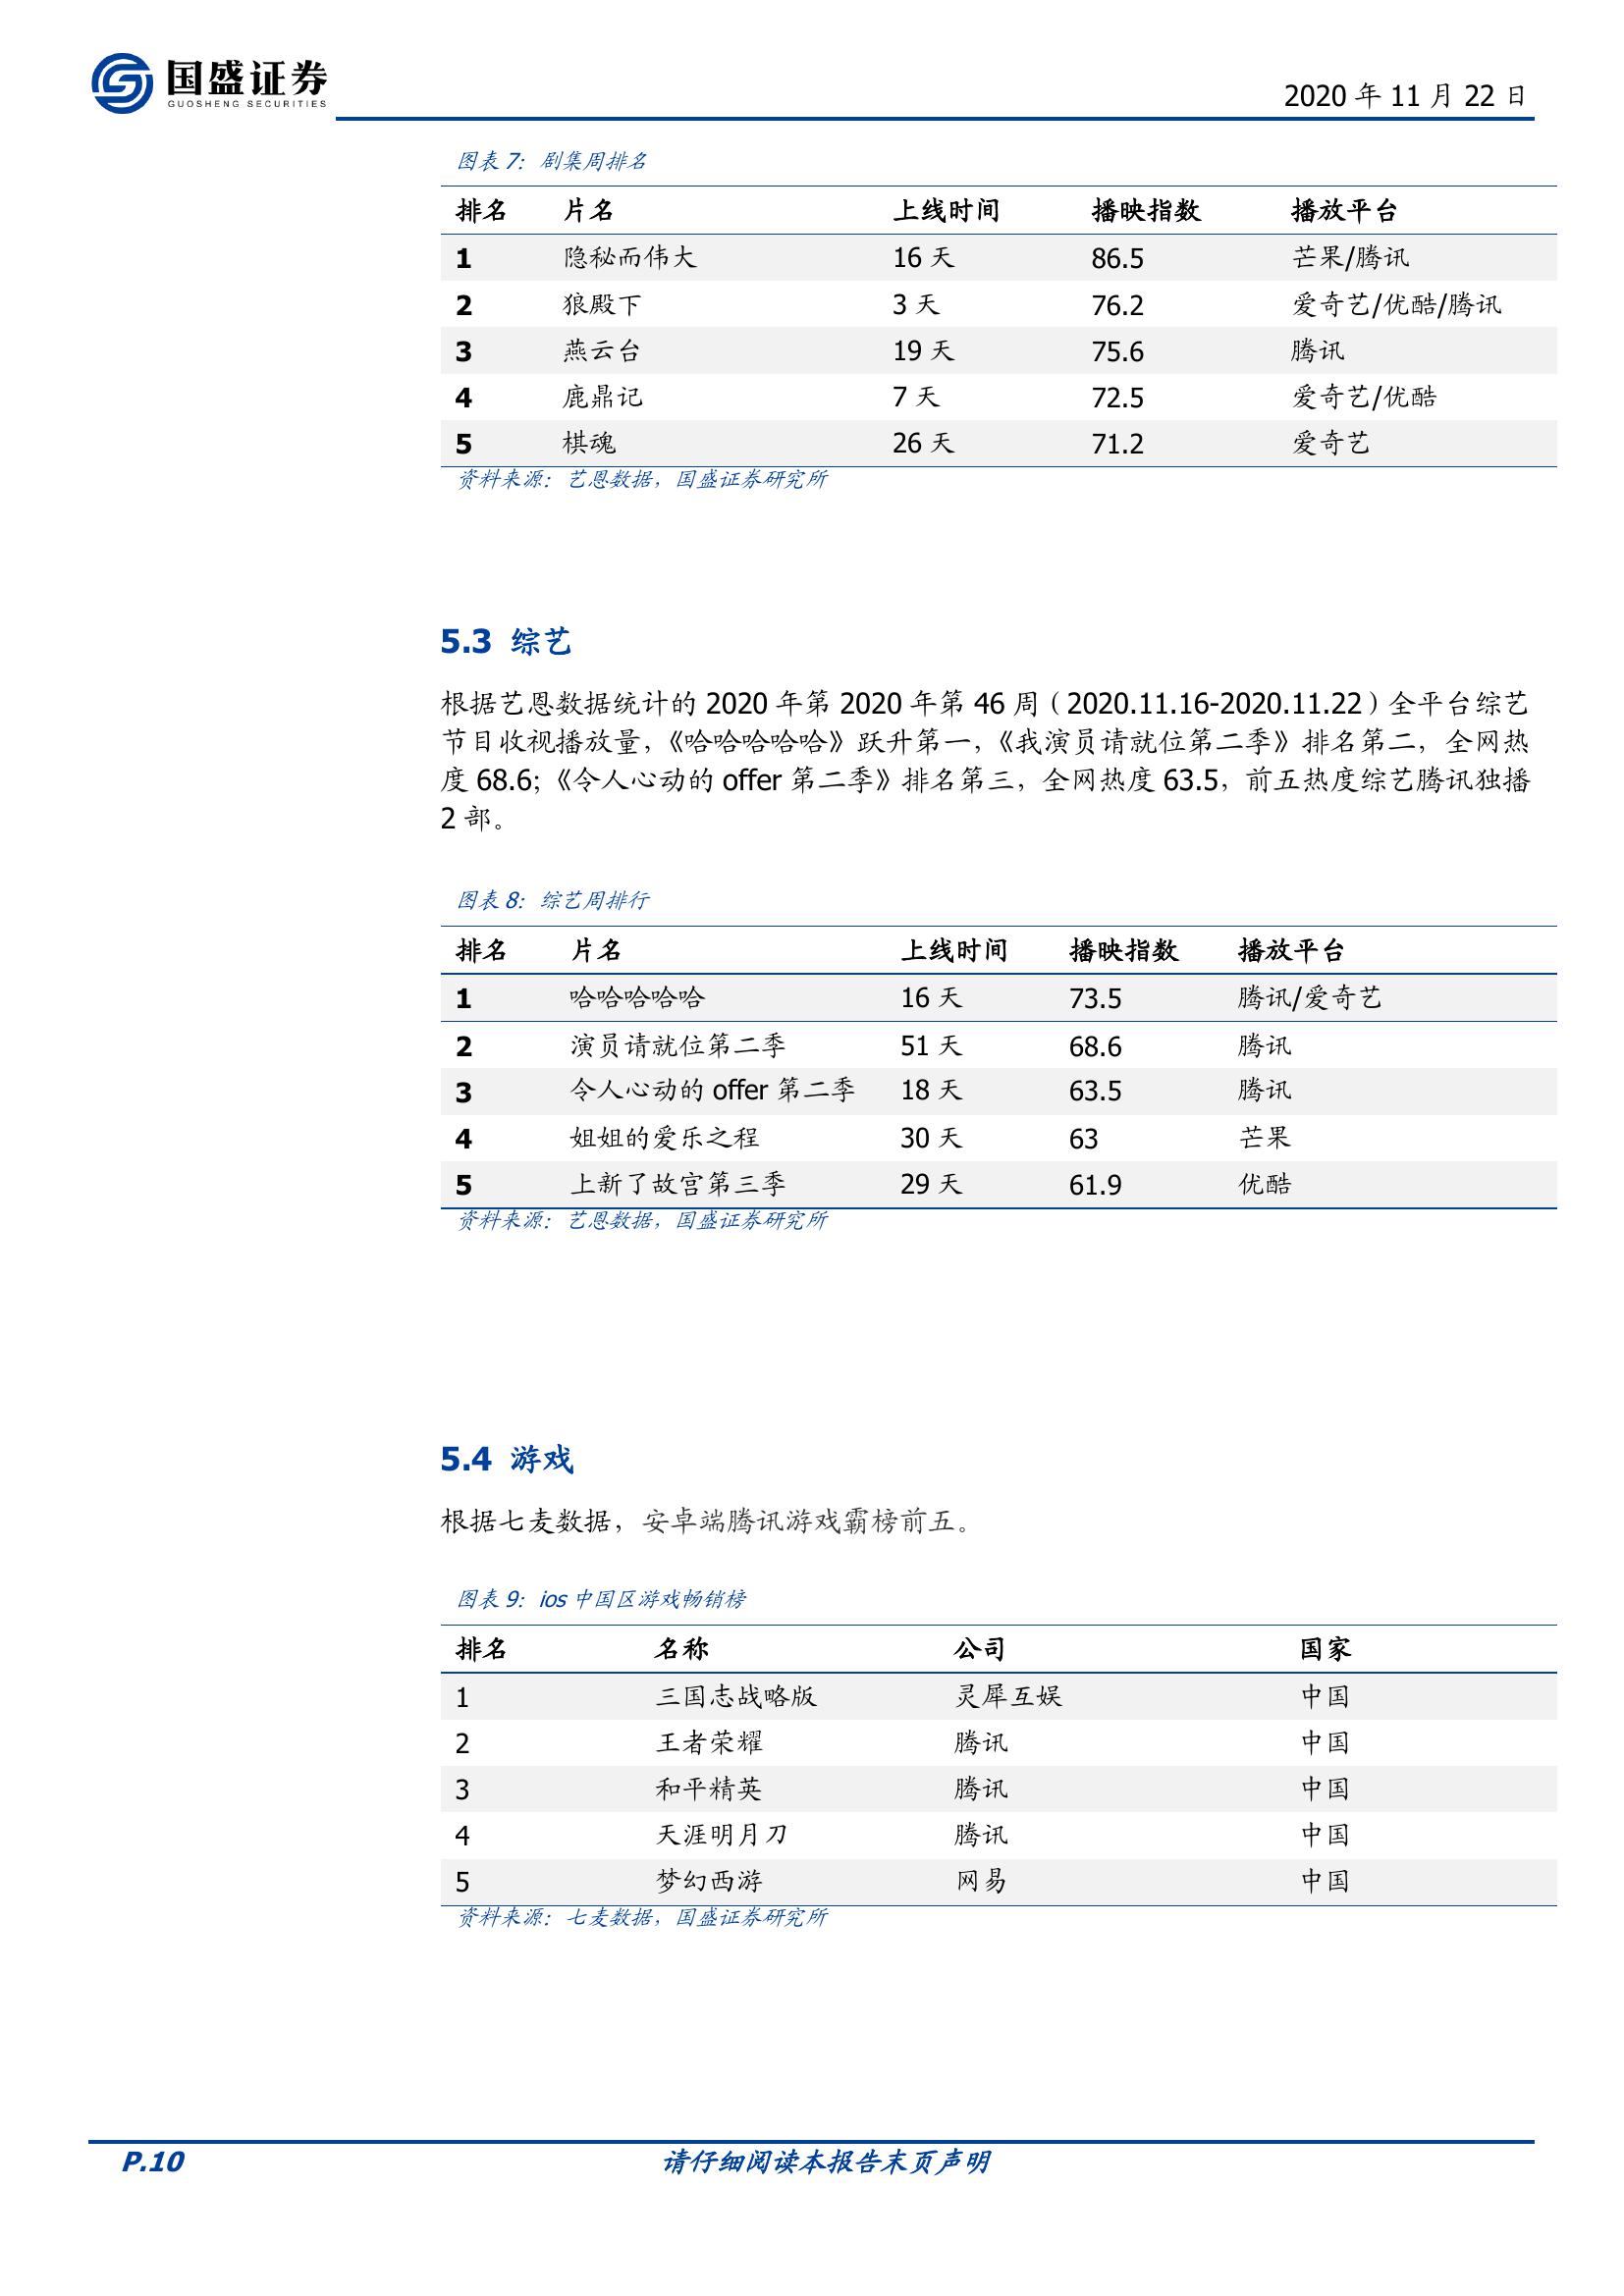 国盛证券
GUOSHENG SECURITIES
2020 年 11 月 22 日
图表 7：剧集周排名
排名 片名 上线时间 播映指数 播放平台
1 隐秘而伟大 16 天 86.5 芒果/腾讯
2 狼殿下 3 天 76.2 爱奇艺/优酷/腾讯
3 燕云台 19 天 75.6 腾讯
4 鹿鼎记 7 天 72.5 爱奇艺/优酷
5 棋魂 26 天 71.2 爱奇艺
资料来源：艺恩数据，国盛证券研究所
5.3 综艺
根据艺恩数据统计的 2020 年第 2020 年第 46 周（2020.11.16-2020.11.22）全平台综艺
节目收视播放量，《哈哈哈哈哈》跃升第一，《我演员请就位第二季》排名第二，全网热
度 68.6；《令人心动的 offer 第二季》排名第三，全网热度 63.5，前五热度综艺腾讯独播
2 部。
图表 8：综艺周排行
排名 片名 上线时间 播映指数 播放平台
1 哈哈哈哈哈 16 天 73.5 腾讯/爱奇艺
2 演员请就位第二季 51 天 68.6 腾讯
3 令人心动的 offer 第二季 18 天 63.5 腾讯
4 姐姐的爱乐之程 30 天 63 芒果
5 上新了故宫第三季 29 天 61.9 优酷
资料来源：艺恩数据，国盛证券研究所
5.4 游戏
根据七麦数据，安卓端腾讯游戏霸榜前五。
图表 9：ios 中国区游戏畅销榜
排名 名称 公司 国家
1 三国志战略版 灵犀互娱 中国
2 王者荣耀 腾讯 中国
3 和平精英 腾讯 中国
4 天涯明月刀 腾讯 中国
5 梦幻西游 网易 中国
资料来源：七麦数据，国盛证券研究所
P.10 请仔细阅读本报告末页声明